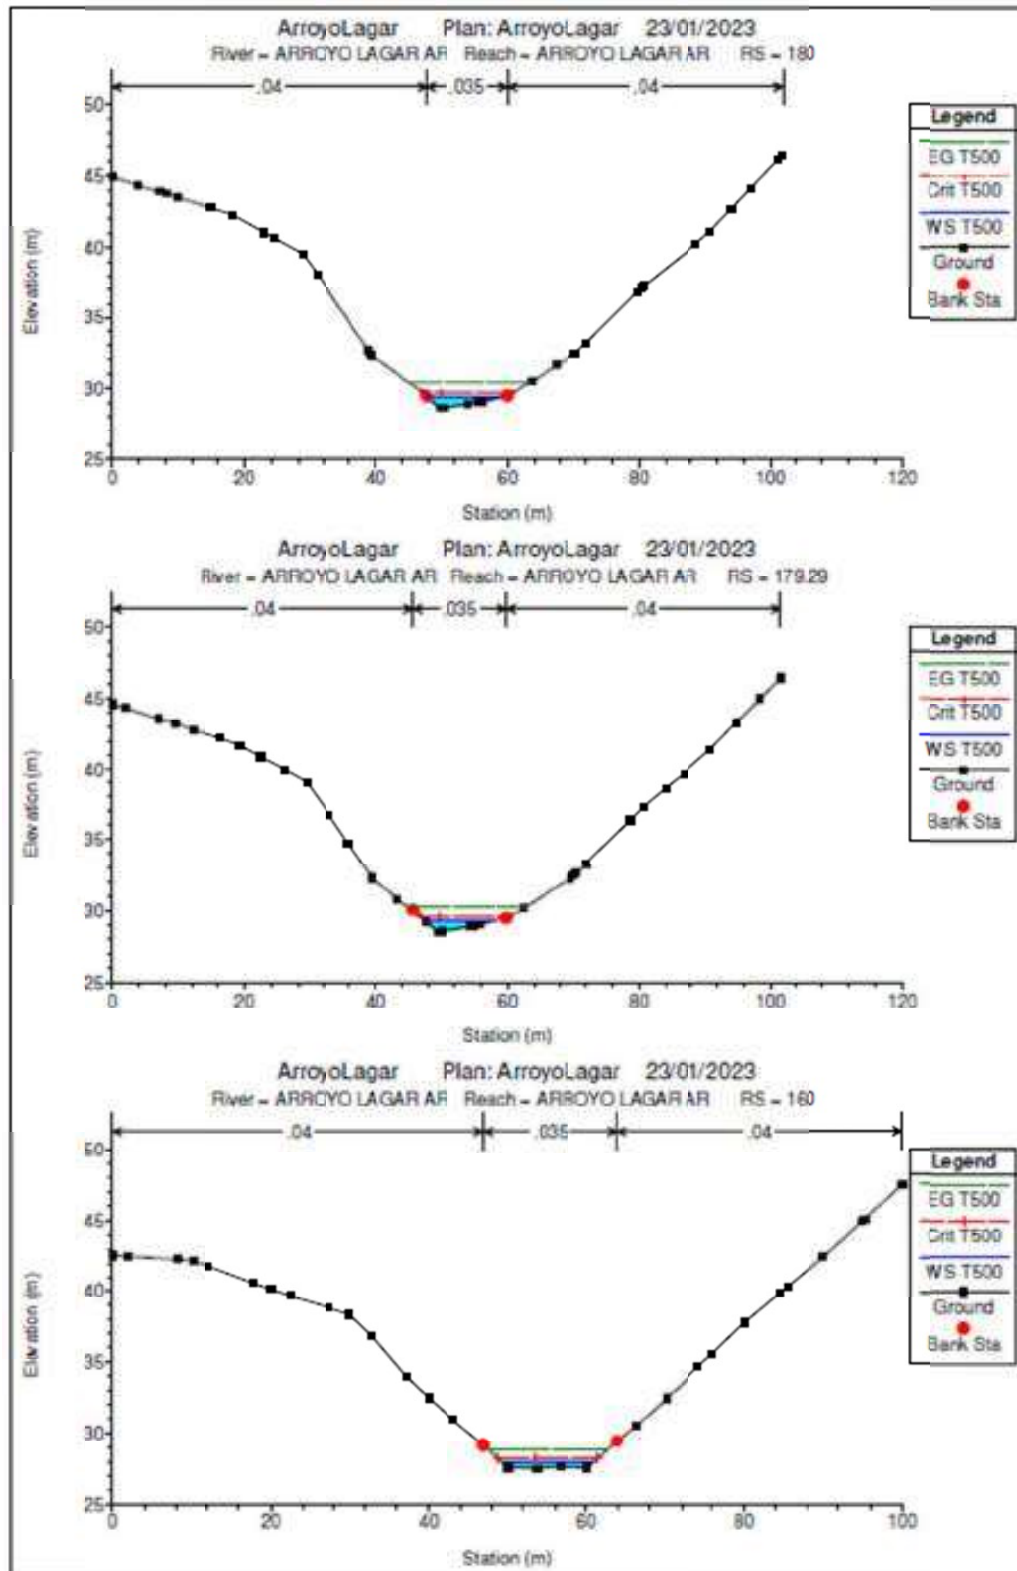 ArroyoLagar Plan: ArroyoLagar 23/01/2023
River = ARROYO LAGAR AR Reach = ARROYO LAGAR AR RS = 180
.04 .035 .04
50
45
40
35
30
25
0 20 40 60 80 100 120
Elevation (m)
Station (m)
Legend
EG T500
Crit T500
WS T500
Ground
Bank Sta
ArroyoLagar Plan: ArroyoLagar 23/01/2023
River = ARROYO LAGAR AR Reach = ARROYO LAGAR AR RS = 179.29
.04 .035 .04
50
45
40
35
30
25
0 20 40 60 80 100 120
Elevation (m)
Station (m)
Legend
EG T500
Crit T500
WS T500
Ground
Bank Sta
ArroyoLagar Plan: ArroyoLagar 23/01/2023
River = ARROYO LAGAR AR Reach = ARROYO LAGAR AR RS = 160
.04 .035 .04
50
45
40
35
30
25
0 20 40 60 80 100
Elevation (m)
Station (m)
Legend
EG T500
Crit T500
WS T500
Ground
Bank Sta